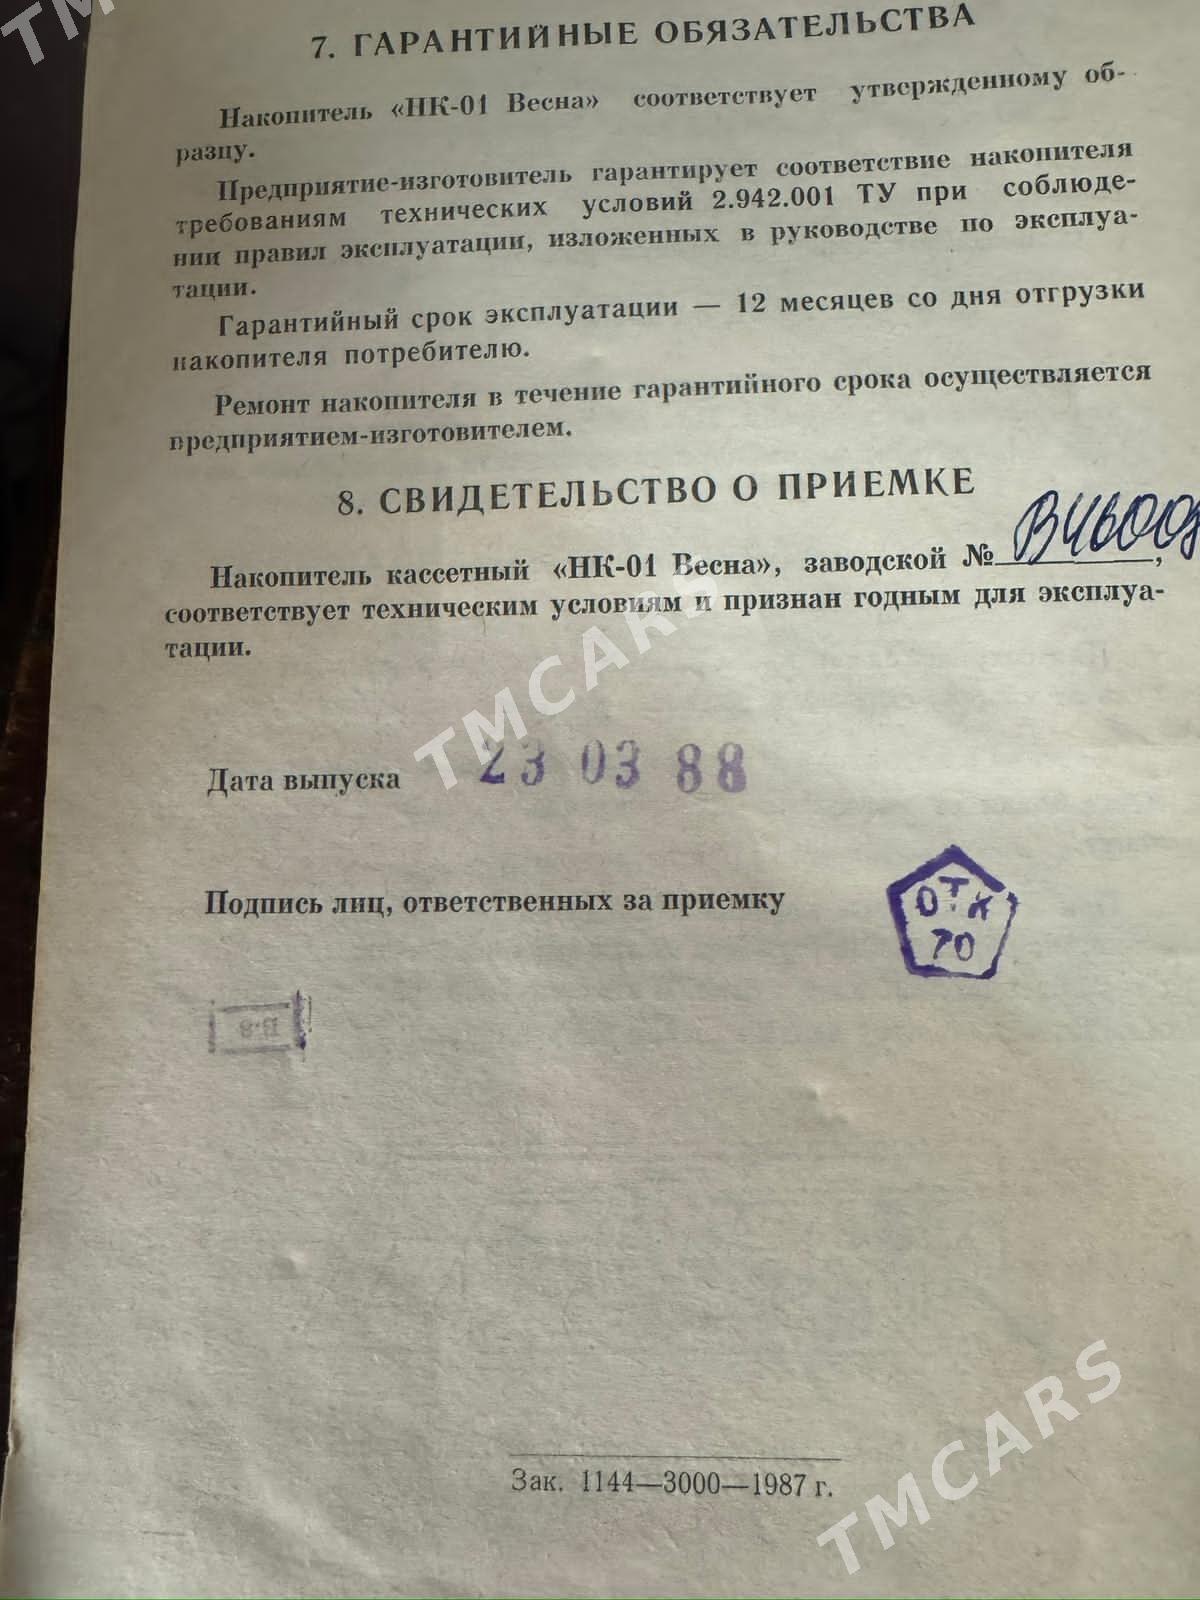 7. ГАРАНТИЙНЫЕ ОБЯЗАТЕЛЬСТВА
Накопитель «НК-01 Весна» соответствует утвержденному об-
разцу.
Предприятие-изготовитель гарантирует соответствие накопителя
требованиям технических условий 2.942.001 ТУ при соблюде-
нии правил эксплуатации, изложенных в руководстве по эксплуа-
тации.
Гарантийный срок эксплуатации — 12 месяцев со дня отгрузки
накопителя потребителю.
Ремонт накопителя в течение гарантийного срока осуществляется
предприятием-изготовителем.
8. СВИДЕТЕЛЬСТВО О ПРИЕМКЕ
Накопитель кассетный «НК-01 Весна», заводской № В46008,
соответствует техническим условиям и признан годным для эксплуа-
тации.
TMCARS
Дата выпуска 23 03 88
Подпись лиц, ответственных за приемку
ОТК
70
В-8
Зак. 1144—3000—1987 г.
TMCARS